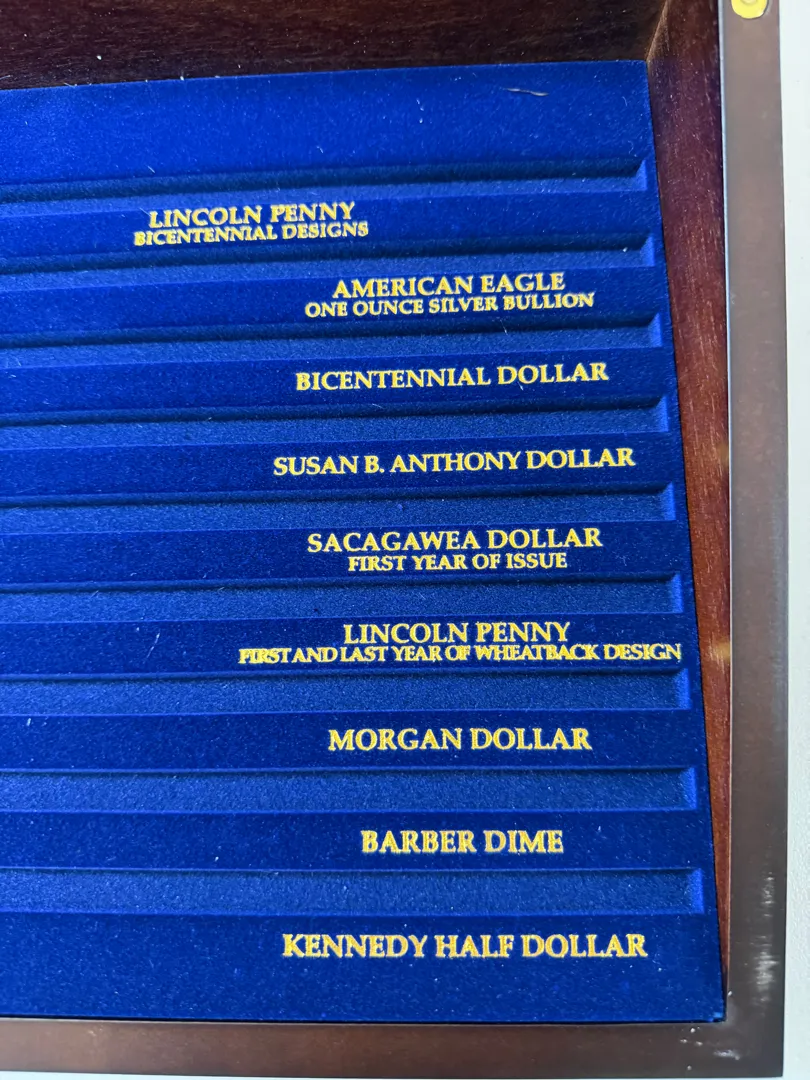 LINCOLN PENNY
BICENTENNIAL DESIGNS
AMERICAN EAGLE
ONE OUNCE SILVER BULLION
BICENTENNIAL DOLLAR
SUSAN B. ANTHONY DOLLAR
SACAGAWEA DOLLAR
FIRST YEAR OF ISSUE
LINCOLN PENNY
FIRST AND LAST YEAR OF WHEATBACK DESIGN
MORGAN DOLLAR
BARBER DIME
KENNEDY HALF DOLLAR